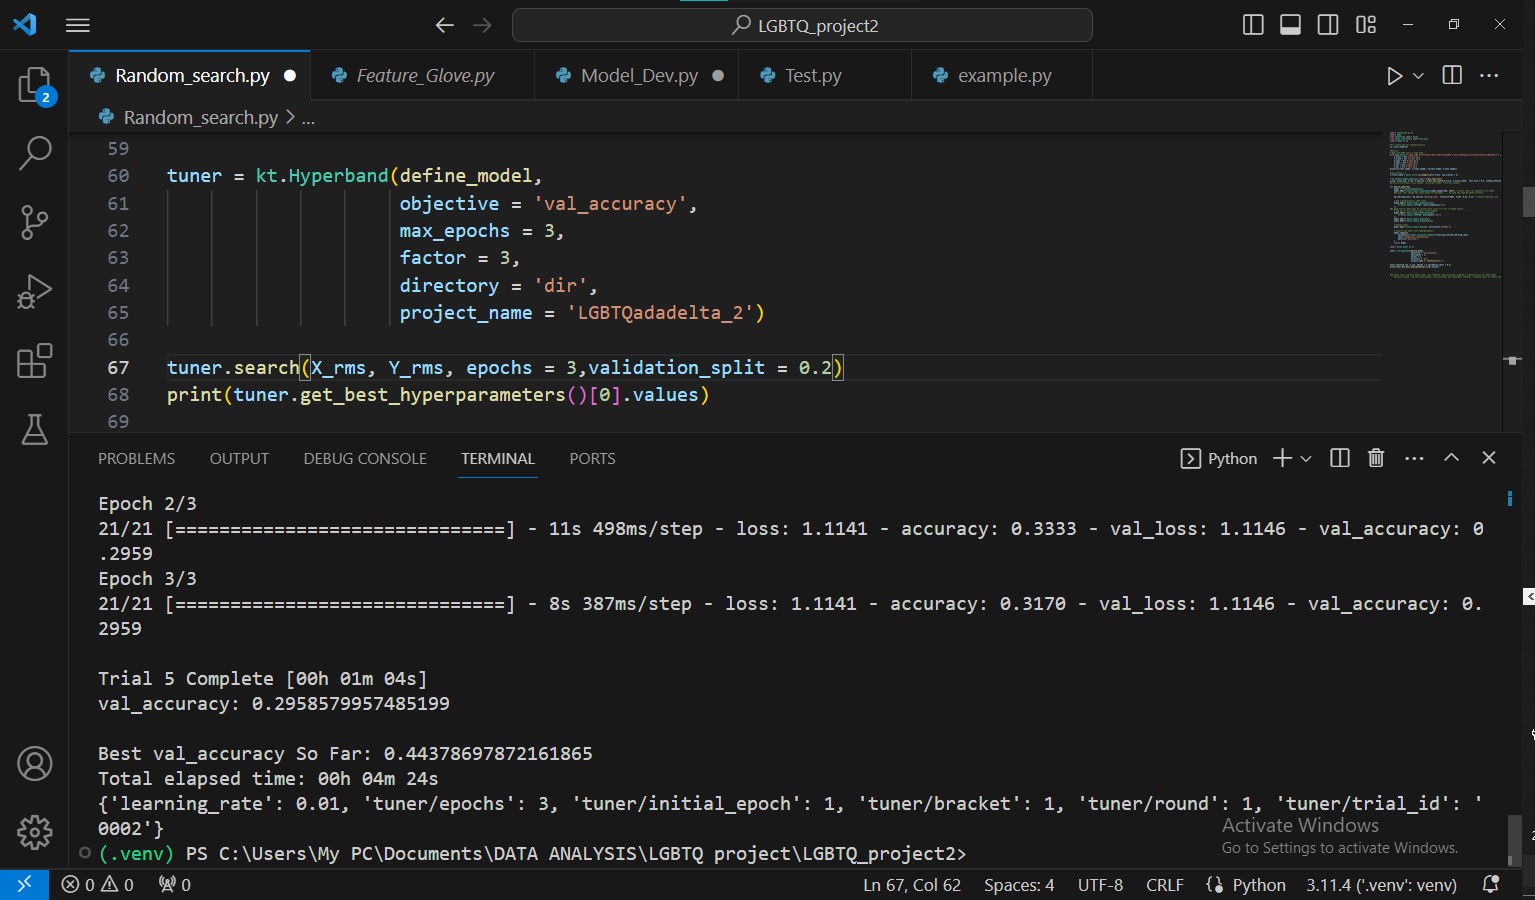 LGBTQ_project2
Random_search.py
Feature_Glove.py
Model_Dev.py
Test.py
example.py
2
Random_search.py > ...
59
60 tuner = kt.Hyperband(define_model,
61 objective = 'val_accuracy',
62 max_epochs = 3,
63 factor = 3,
64 directory = 'dir',
65 project_name = 'LGBTQadadelta_2')
66
67 tuner.search(X_rms, Y_rms, epochs = 3,validation_split = 0.2)
68 print(tuner.get_best_hyperparameters()[0].values)
69
PROBLEMS OUTPUT DEBUG CONSOLE TERMINAL PORTS
Python
Epoch 2/3
21/21 [==============================] - 11s 498ms/step - loss: 1.1141 - accuracy: 0.3333 - val_loss: 1.1146 - val_accuracy: 0
.2959
Epoch 3/3
21/21 [==============================] - 8s 387ms/step - loss: 1.1141 - accuracy: 0.3170 - val_loss: 1.1146 - val_accuracy: 0.
2959
Trial 5 Complete [00h 01m 04s]
val_accuracy: 0.2958579957485199
Best val_accuracy So Far: 0.44378697872161865
Total elapsed time: 00h 04m 24s
{'learning_rate': 0.01, 'tuner/epochs': 3, 'tuner/initial_epoch': 1, 'tuner/bracket': 1, 'tuner/round': 1, 'tuner/trial_id': '
0002'}
(.venv) PS C:\Users\My PC\Documents\DATA ANALYSIS\LGBTQ project\LGBTQ_project2>
Activate Windows
Go to Settings to activate Windows.
0 0 0
Ln 67, Col 62 Spaces: 4 UTF-8 CRLF {} Python 3.11.4 ('.venv': venv)